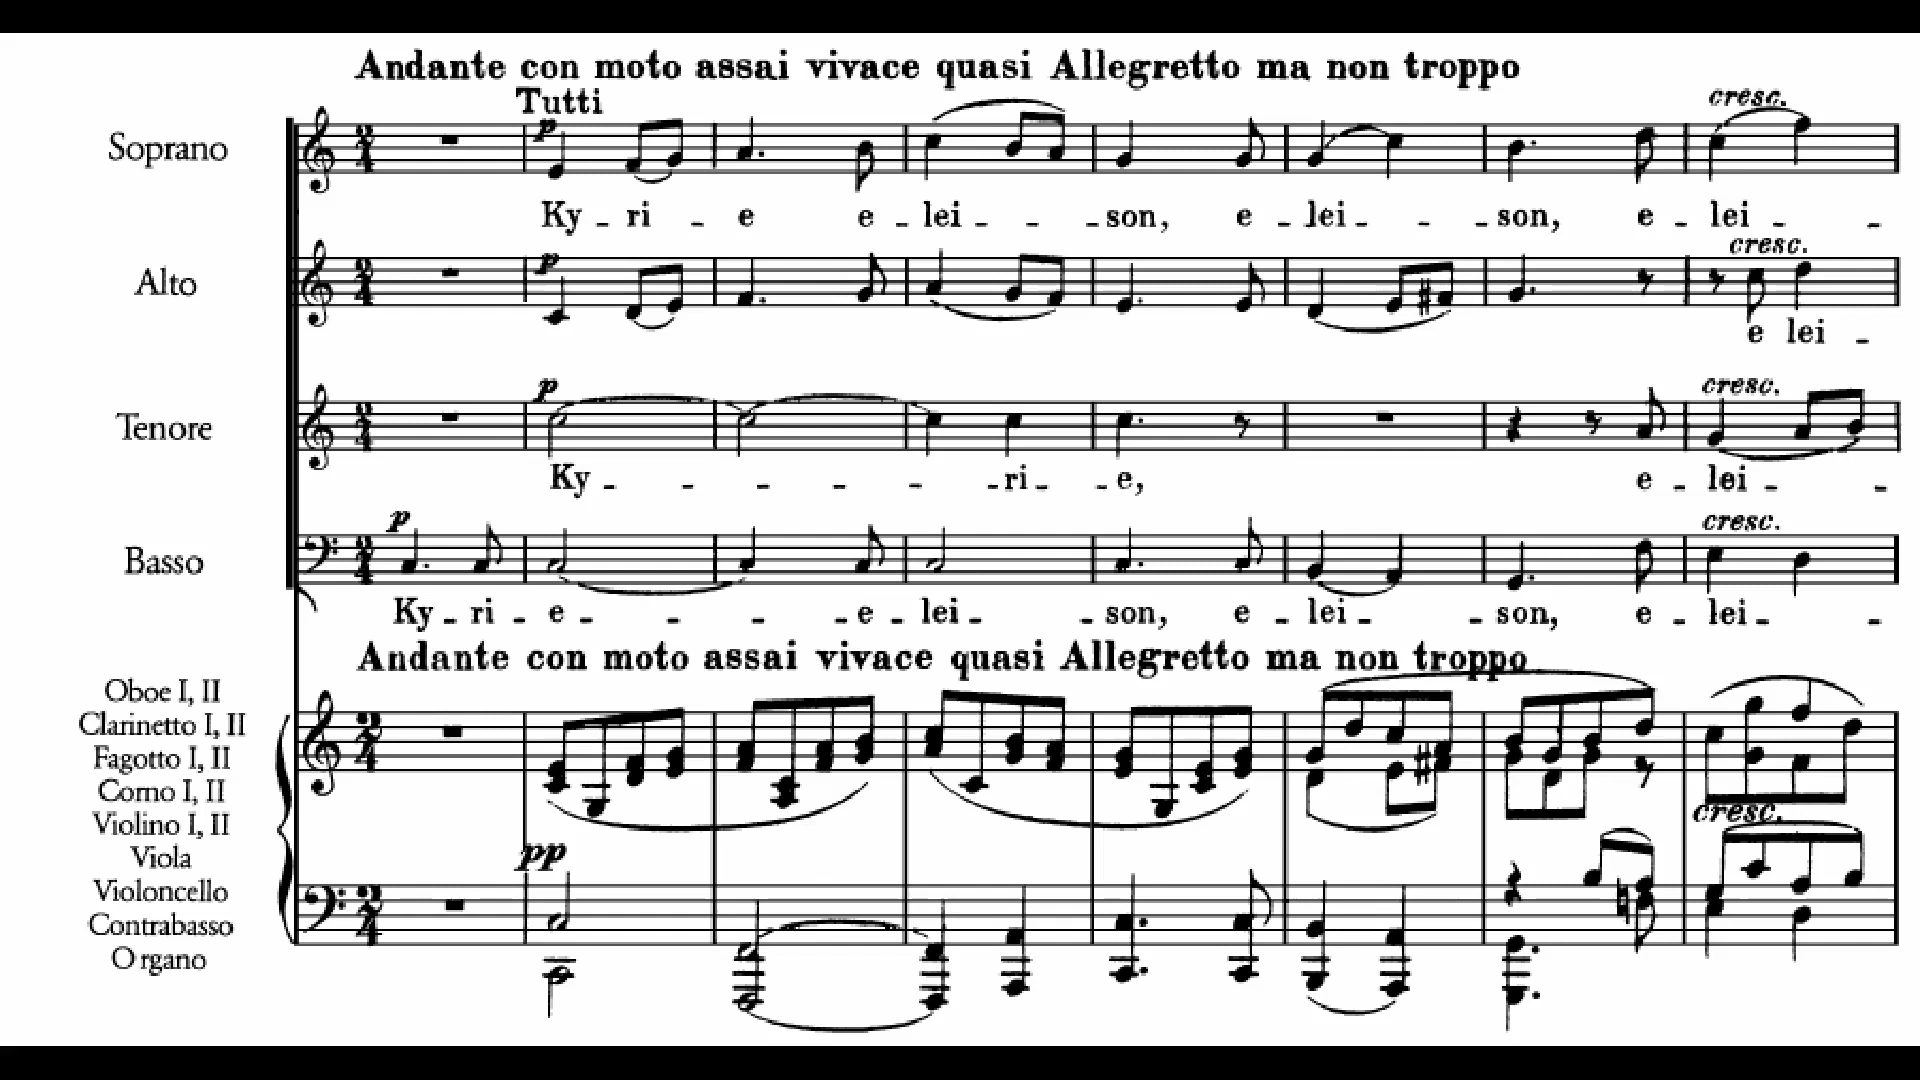 Andante con moto assai vivace quasi Allegretto ma non troppo
Tutti
cresc.
p
Soprano
Ky - ri - e e - lei - - - son, e - lei - - - son, e - lei - -
cresc.
p
Alto
e lei -
cresc.
p
Tenore
Ky - - - - - ri - - e, e - lei - -
cresc.
p
Basso
Ky - ri - e - - - - e - lei - - son, e - lei - - son, e - lei - -
Andante con moto assai vivace quasi Allegretto ma non troppo
Oboe I, II
Clarinetto I, II
Fagotto I, II
Corno I, II
Violino I, II
Viola
Violoncello
Contrabasso
Organo
cresc.
pp